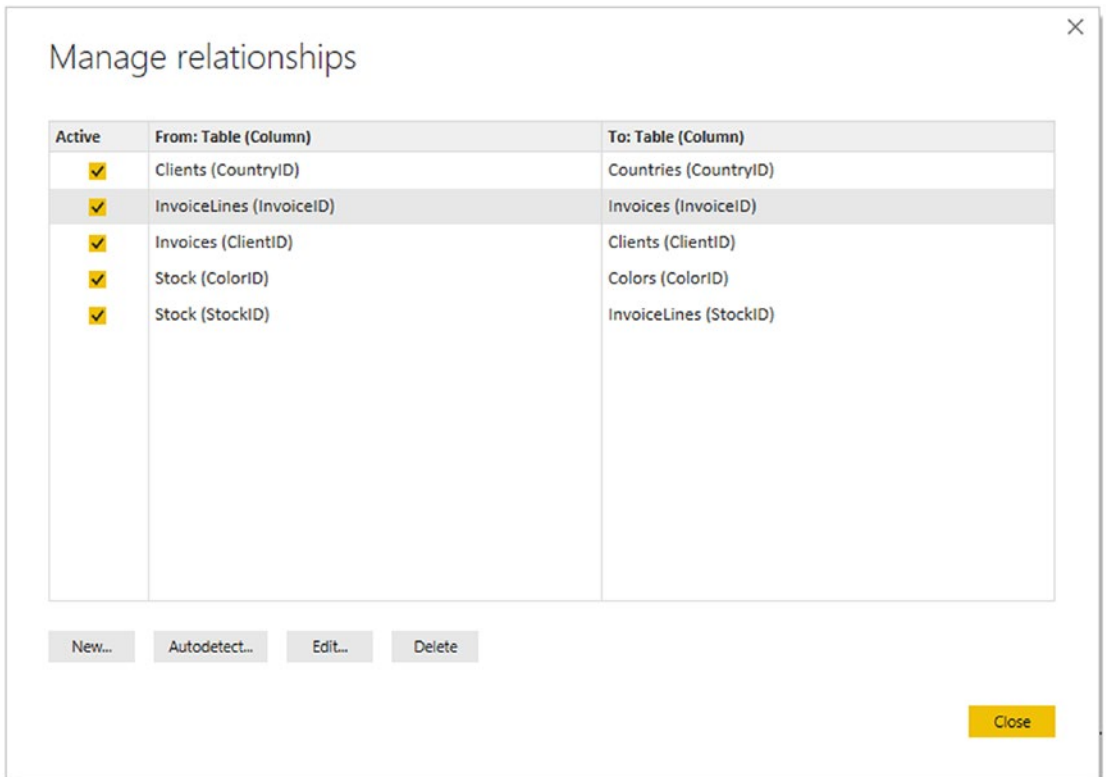 Manage relationships
Active From: Table (Column) To: Table (Column)
Clients (CountryID) Countries (CountryID)
InvoiceLines (InvoiceID) Invoices (InvoiceID)
Invoices (ClientID) Clients (ClientID)
Stock (ColorID) Colors (ColorID)
Stock (StockID) InvoiceLines (StockID)
New... Autodetect... Edit... Delete
Close